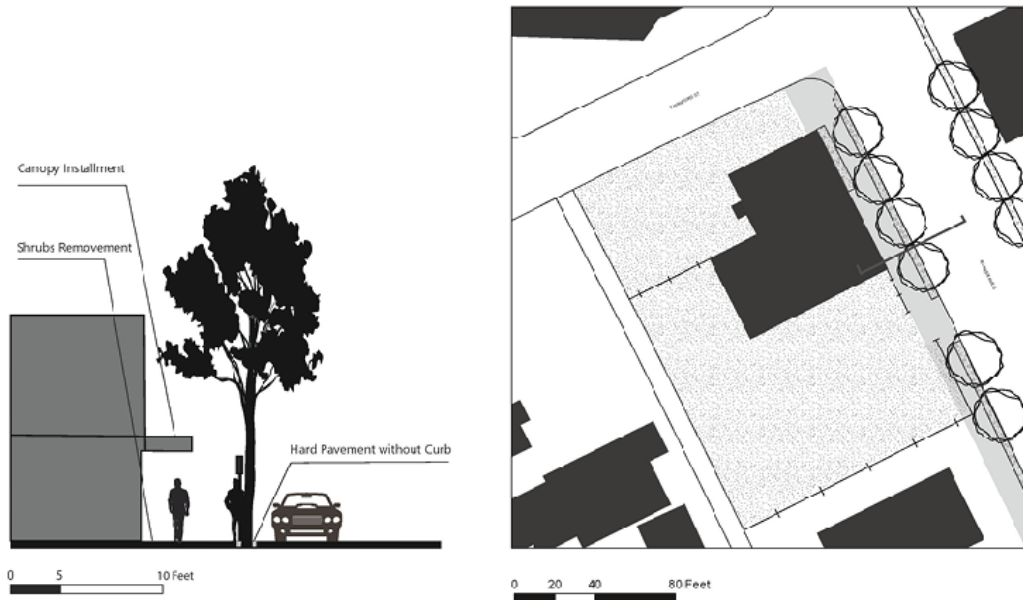 Canopy Installment
Shrubs Removement
Hard Pavement without Curb
0 5 10 Feet
0 20 40 80 Feet